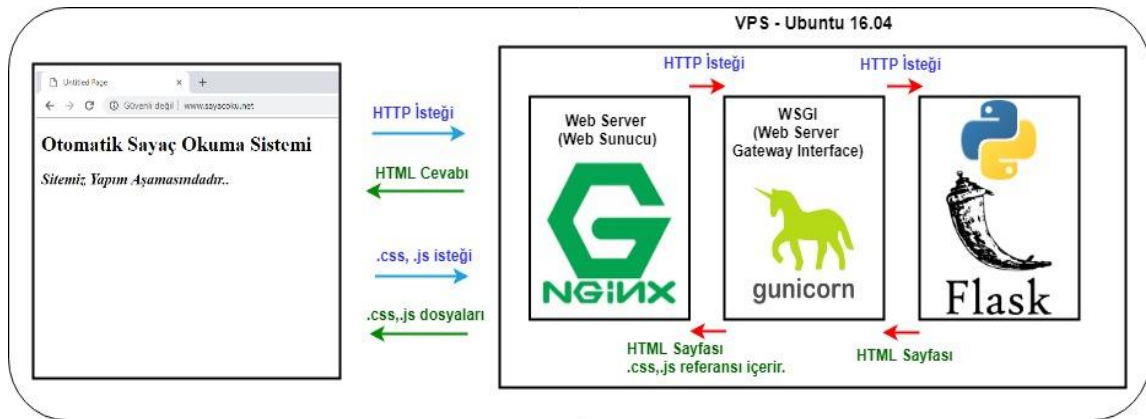 VPS - Ubuntu 16.04
Untitled Page
Güvenli değil | www.sayacoku.net
Otomatik Sayaç Okuma Sistemi
Sitemiz Yapım Aşamasındadır..
HTTP İsteği
HTML Cevabı
.css, .js isteği
.css,.js dosyaları
HTTP İsteği
HTTP İsteği
Web Server
(Web Sunucu)
NGINX
WSGI
(Web Server
Gateway Interface)
gunicorn
Flask
HTML Sayfası
.css,.js referansı içerir.
HTML Sayfası